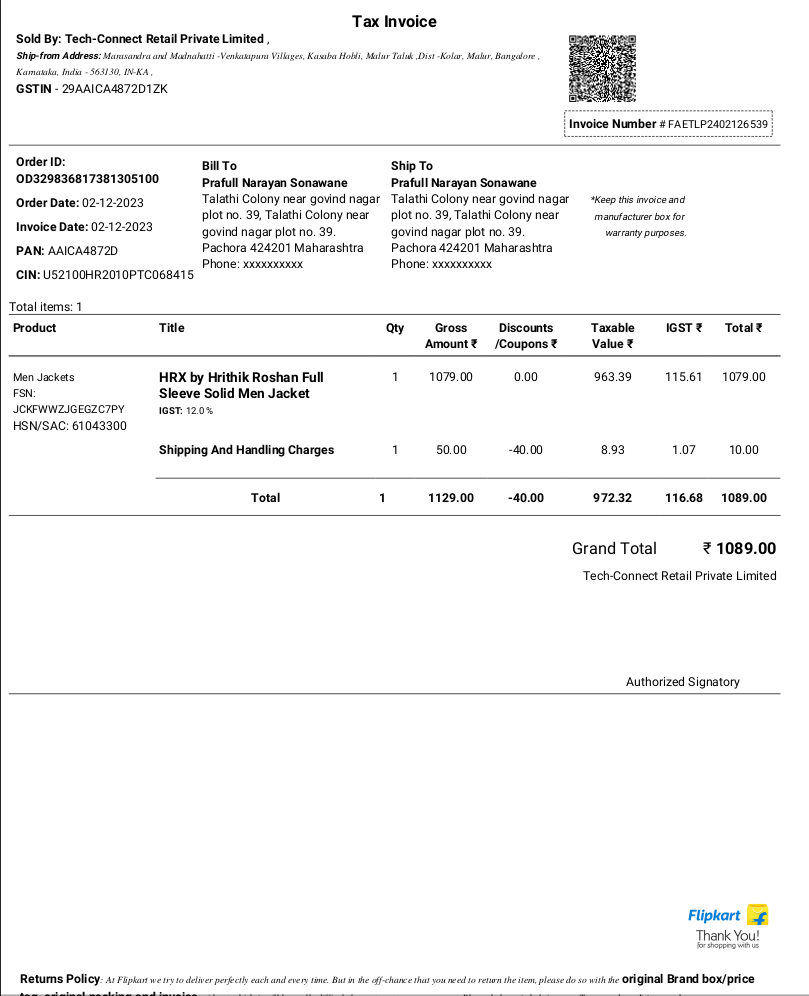 Tax Invoice
Sold By: Tech-Connect Retail Private Limited ,
Ship-from Address: Marasandra and Madnahatti -Venkatapura Villages, Kasaba Hobli, Malur Taluk ,Dist -Kolar, Malur, Bangalore ,
Karnataka, India - 563130, IN-KA ,
GSTIN - 29AAICA4872D1ZK
Invoice Number # FAETLP2402126539
Order ID:
OD329836817381305100
Order Date: 02-12-2023
Invoice Date: 02-12-2023
PAN: AAICA4872D
CIN: U52100HR2010PTC068415
Bill To
Prafull Narayan Sonawane
Talathi Colony near govind nagar
plot no. 39, Talathi Colony near
govind nagar plot no. 39.
Pachora 424201 Maharashtra
Phone: xxxxxxxxxx
Ship To
Prafull Narayan Sonawane
Talathi Colony near govind nagar
plot no. 39, Talathi Colony near
govind nagar plot no. 39.
Pachora 424201 Maharashtra
Phone: xxxxxxxxxx
*Keep this invoice and
manufacturer box for
warranty purposes.
Total items: 1
Product Title Qty Gross Amount ₹ Discounts /Coupons ₹ Taxable Value ₹ IGST ₹ Total ₹
Men Jackets
FSN:
JCKFWWZJGEGZC7PY
HSN/SAC: 61043300
HRX by Hrithik Roshan Full
Sleeve Solid Men Jacket
IGST: 12.0%
1 1079.00 0.00 963.39 115.61 1079.00
Shipping And Handling Charges 1 50.00 -40.00 8.93 1.07 10.00
Total 1 1129.00 -40.00 972.32 116.68 1089.00
Grand Total ₹ 1089.00
Tech-Connect Retail Private Limited
Authorized Signatory
Flipkart
Thank You!
for shopping with us
Returns Policy: At Flipkart we try to deliver perfectly each and every time. But in the off-chance that you need to return the item, please do so with the original Brand box/price
tag, original packing and invoice